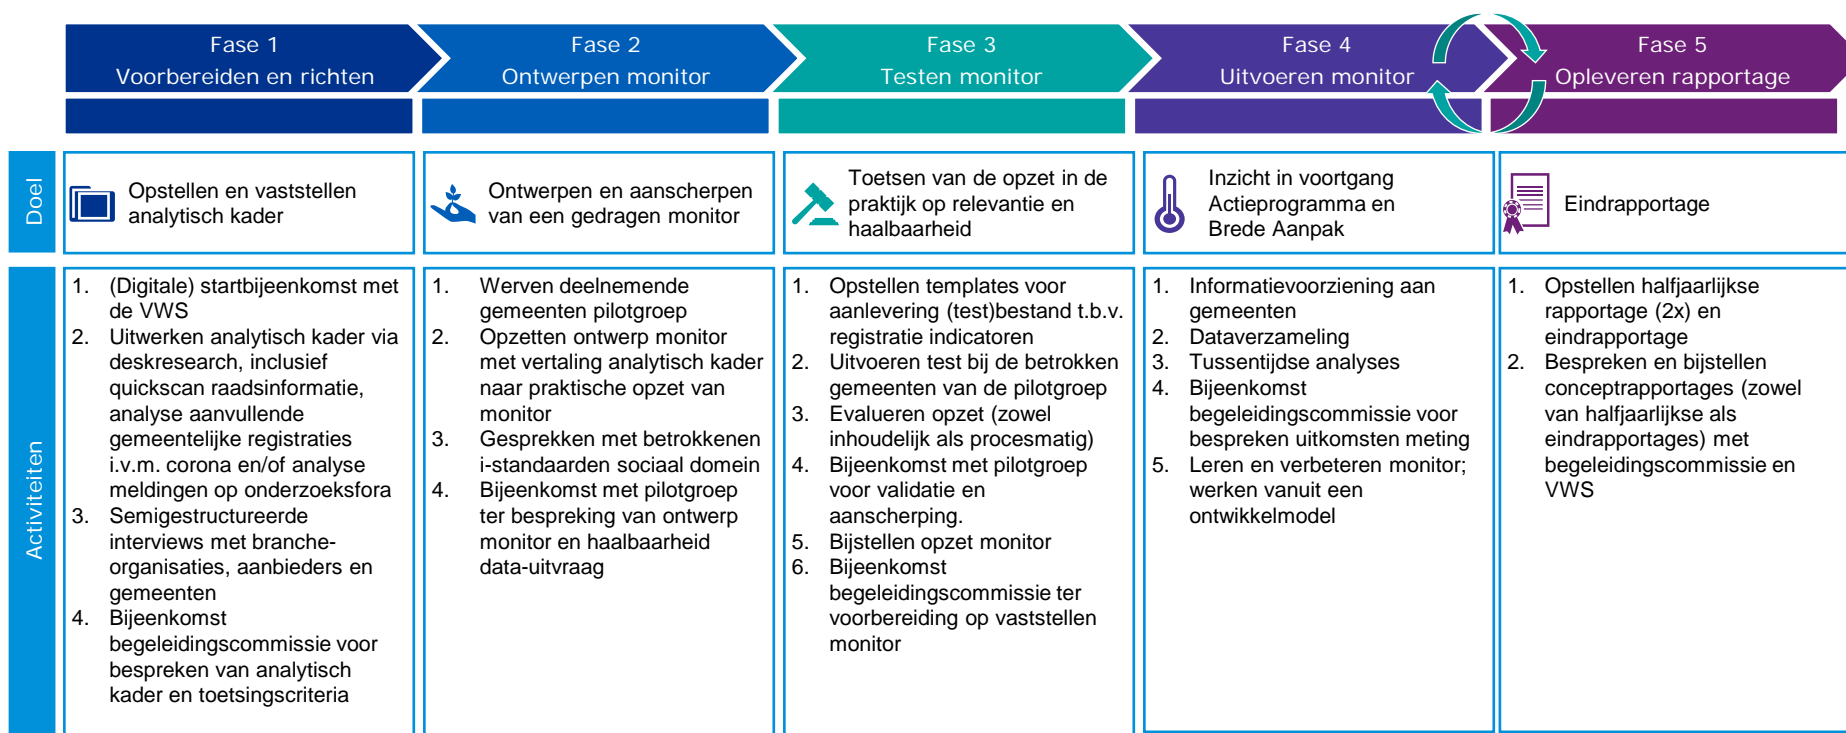 Fase 1
Voorbereiden en richten
Fase 2
Ontwerpen monitor
Fase 3
Testen monitor
Fase 4
Uitvoeren monitor
Fase 5
Opleveren rapportage
Doel
Opstellen en vaststellen
analytisch kader
Ontwerpen en aanscherpen
van een gedragen monitor
Toetsen van de opzet in de
praktijk op relevantie en
haalbaarheid
Inzicht in voortgang
Actieprogramma en
Brede Aanpak
Eindrapportage
Activiteiten
1. (Digitale) startbijeenkomst met
de VWS
2. Uitwerken analytisch kader via
deskresearch, inclusief
quickscan raadsinformatie,
analyse aanvullende
gemeentelijke registraties
i.v.m. corona en/of analyse
meldingen op onderzoeksfora
3. Semigestructureerde
interviews met branche-
organisaties, aanbieders en
gemeenten
4. Bijeenkomst
begeleidingscommissie voor
bespreken van analytisch
kader en toetsingscriteria
1. Werven deelnemende
gemeenten pilotgroep
2. Opzetten ontwerp monitor
met vertaling analytisch kader
naar praktische opzet van
monitor
3. Gesprekken met betrokkenen
i-standaarden sociaal domein
4. Bijeenkomst met pilotgroep
ter bespreking van ontwerp
monitor en haalbaarheid
data-uitvraag
1. Opstellen templates voor
aanlevering (test)bestand t.b.v.
registratie indicatoren
2. Uitvoeren test bij de betrokken
gemeenten van de pilotgroep
3. Evalueren opzet (zowel
inhoudelijk als procesmatig)
4. Bijeenkomst met pilotgroep
voor validatie en
aanscherping.
5. Bijstellen opzet monitor
6. Bijeenkomst
begeleidingscommissie ter
voorbereiding op vaststellen
monitor
1. Informatievoorziening aan
gemeenten
2. Dataverzameling
3. Tussentijdse analyses
4. Bijeenkomst
begeleidingscommissie voor
bespreken uitkomsten meting
5. Leren en verbeteren monitor;
werken vanuit een
ontwikkelmodel
1. Opstellen halfjaarlijkse
rapportage (2x) en
eindrapportage
2. Bespreken en bijstellen
conceptrapportages (zowel
van halfjaarlijkse als
eindrapportages) met
begeleidingscommissie en
VWS